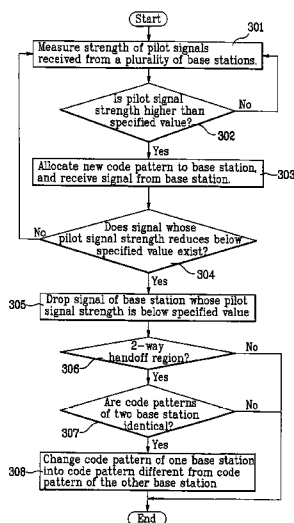 Start
301
Measure strength of pilot signals
received from a plurality of base stations.
Is pilot signal
strength higher than
specified value?
No
302
Yes
Allocate new code pattern to base station,
and receive signal from base station.
303
Does signal whose
pilot signal strength reduces below
specified value exist?
No
304
Yes
305
Drop signal of base station whose pilot
signal strength is below specified value
2-way
handoff region?
No
306
Yes
Are code patterns
of two base station
identical?
No
307
Yes
308
Change code pattern of one base station
into code pattern different from code
pattern of the other base station
End